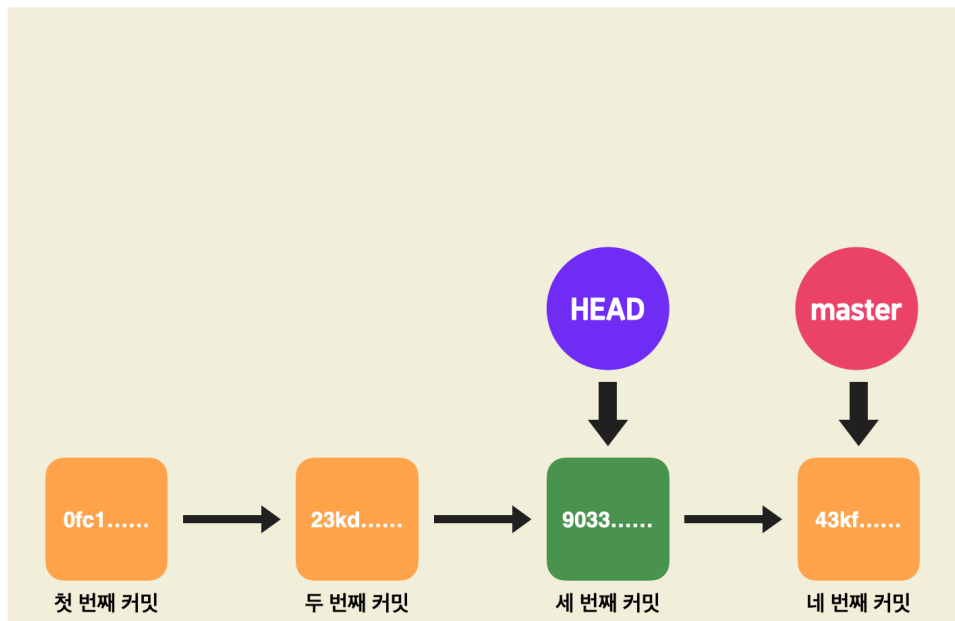 HEAD
master
0fc1......
23kd......
9033......
43kf......
첫 번째 커밋
두 번째 커밋
세 번째 커밋
네 번째 커밋